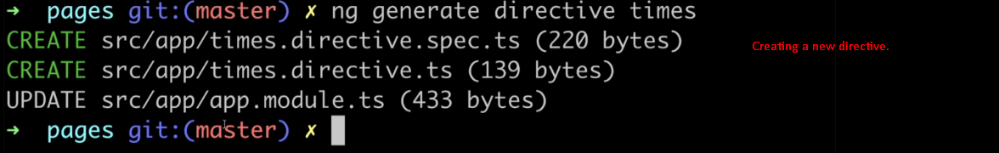 ➜ pages git:(master) ✗ ng generate directive times
CREATE src/app/times.directive.spec.ts (220 bytes)
Creating a new directive.
CREATE src/app/times.directive.ts (139 bytes)
UPDATE src/app/app.module.ts (433 bytes)
➜ pages git:(master) ✗